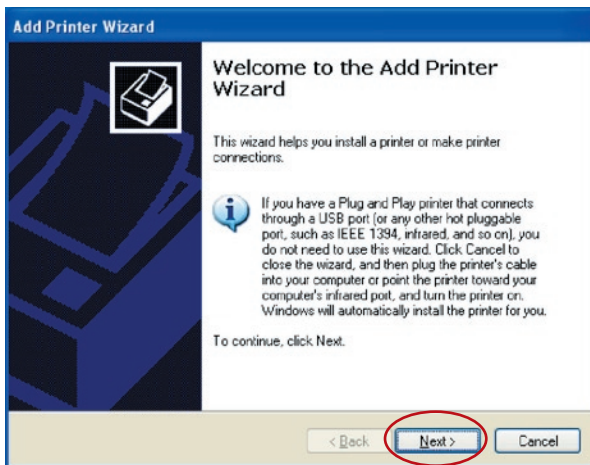 Add Printer Wizard
Welcome to the Add Printer
Wizard
This wizard helps you install a printer or make printer
connections.
If you have a Plug and Play printer that connects
through a USB port (or any other hot pluggable
port, such as IEEE 1394, infrared, and so on), you
do not need to use this wizard. Click Cancel to
close the wizard, and then plug the printer's cable
into your computer or point the printer toward your
computer's infrared port, and turn the printer on.
Windows will automatically install the printer for you.
To continue, click Next.
< Back Next > Cancel